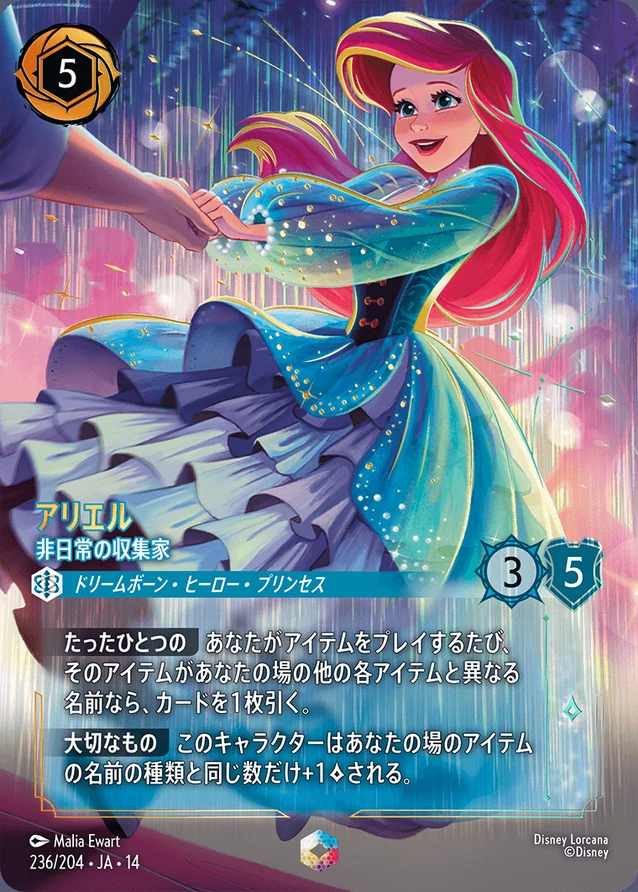 5
アリエル
非日常の収集家
ドリームボーン・ヒーロー・プリンセス
3 5
たったひとつの あなたがアイテムをプレイするたび、
そのアイテムがあなたの場の他の各アイテムと異なる
名前なら、カードを1枚引く。
大切なもの このキャラクターはあなたの場のアイテム
の名前の種類と同じ数だけ+1される。
Malia Ewart
236/204・JA・14
Disney Lorcana
©Disney